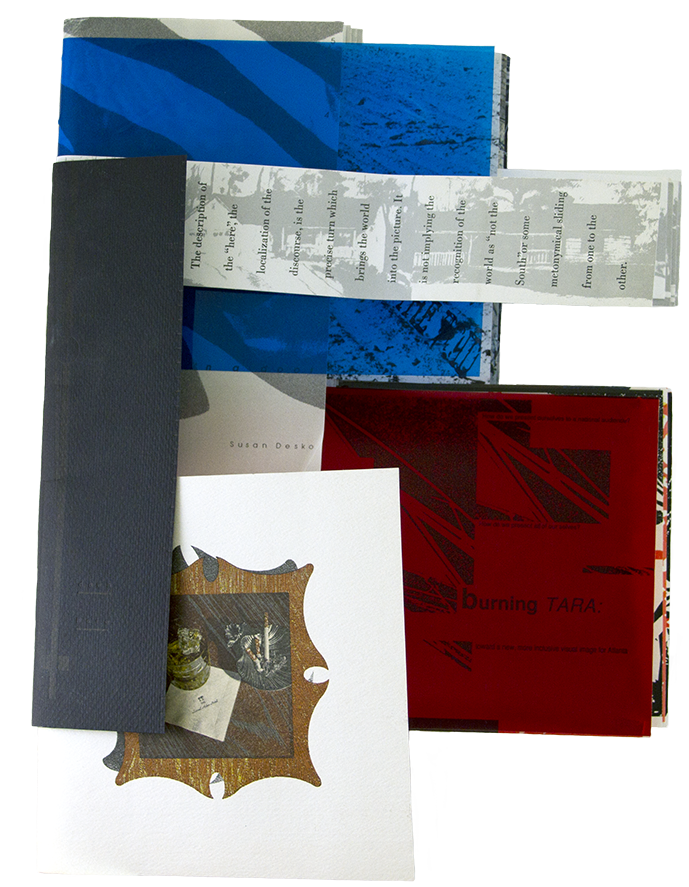 The description of
the “here”, the
localization of the
discourse, is the
precise turn which
brings the world
into the picture. It
is not implying the
recognition of the
world as “not the
South” or some
metonymical sliding
from one to the
other.
Susan Desko
burning TARA: